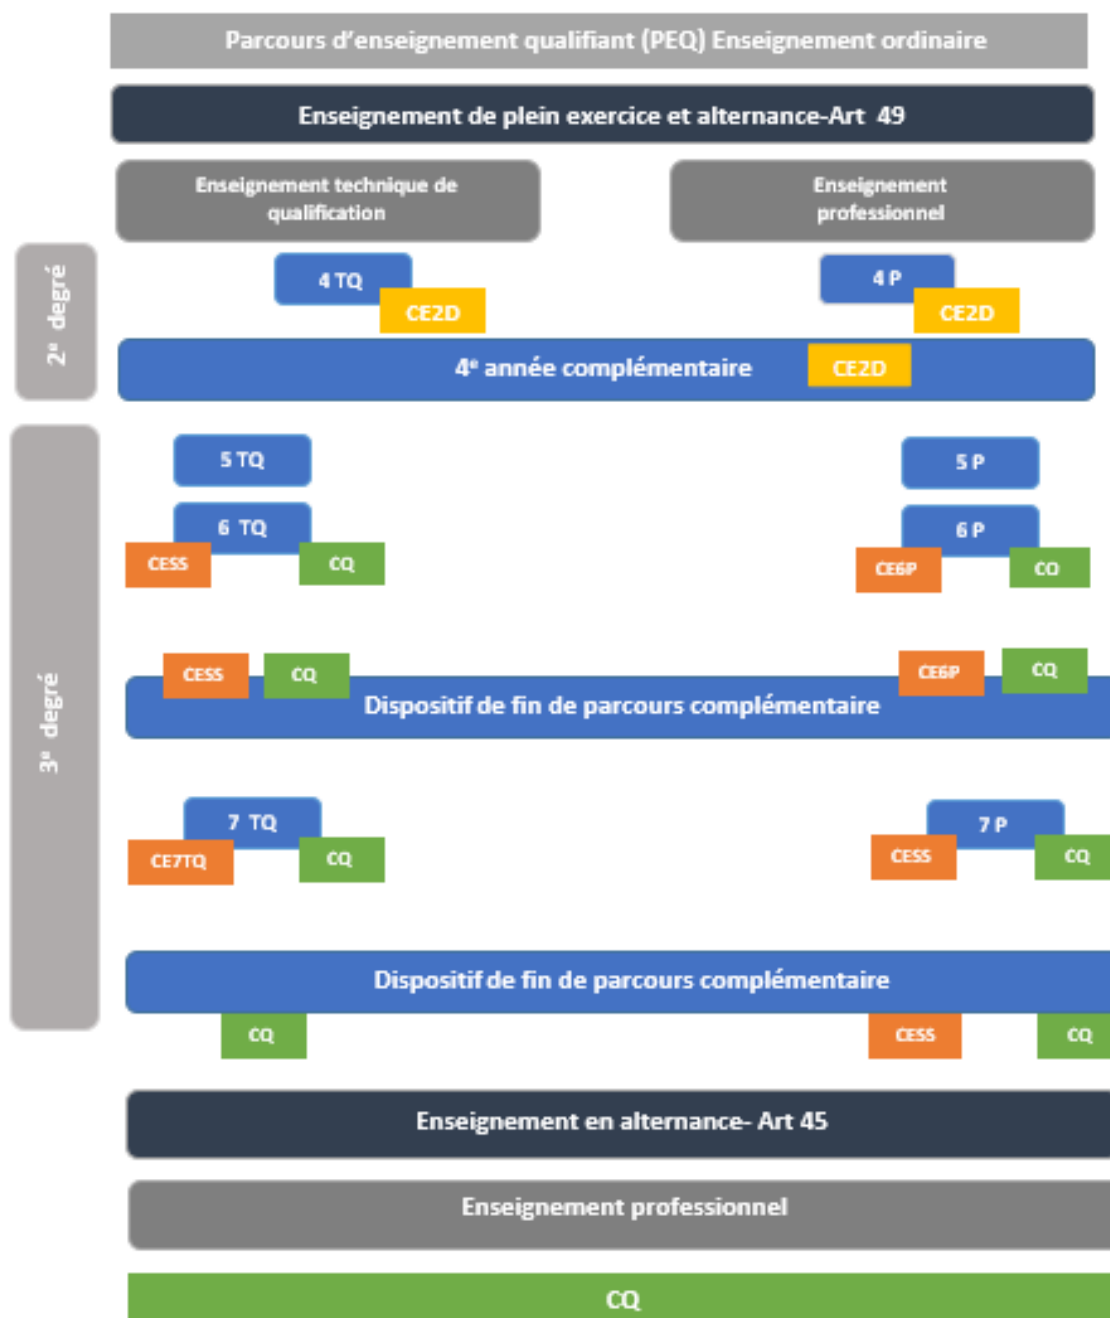 Parcours d'enseignement qualifiant (PEQ) Enseignement ordinaire
Enseignement de plein exercice et alternance-Art 49
Enseignement technique de
qualification
Enseignement
professionnel
2e degré
4 TQ
CE2D
4 P
CE2D
4e année complémentaire
CE2D
3e degré
5 TQ
5 P
6 TQ
6 P
CESS
CQ
CE6P
CO
CESS
CQ
CE6P
CQ
Dispositif de fin de parcours complémentaire
7 TQ
7 P
CE7TQ
CQ
CESS
CQ
Dispositif de fin de parcours complémentaire
CQ
CESS
CQ
Enseignement en alternance- Art 45
Enseignement professionnel
CQ